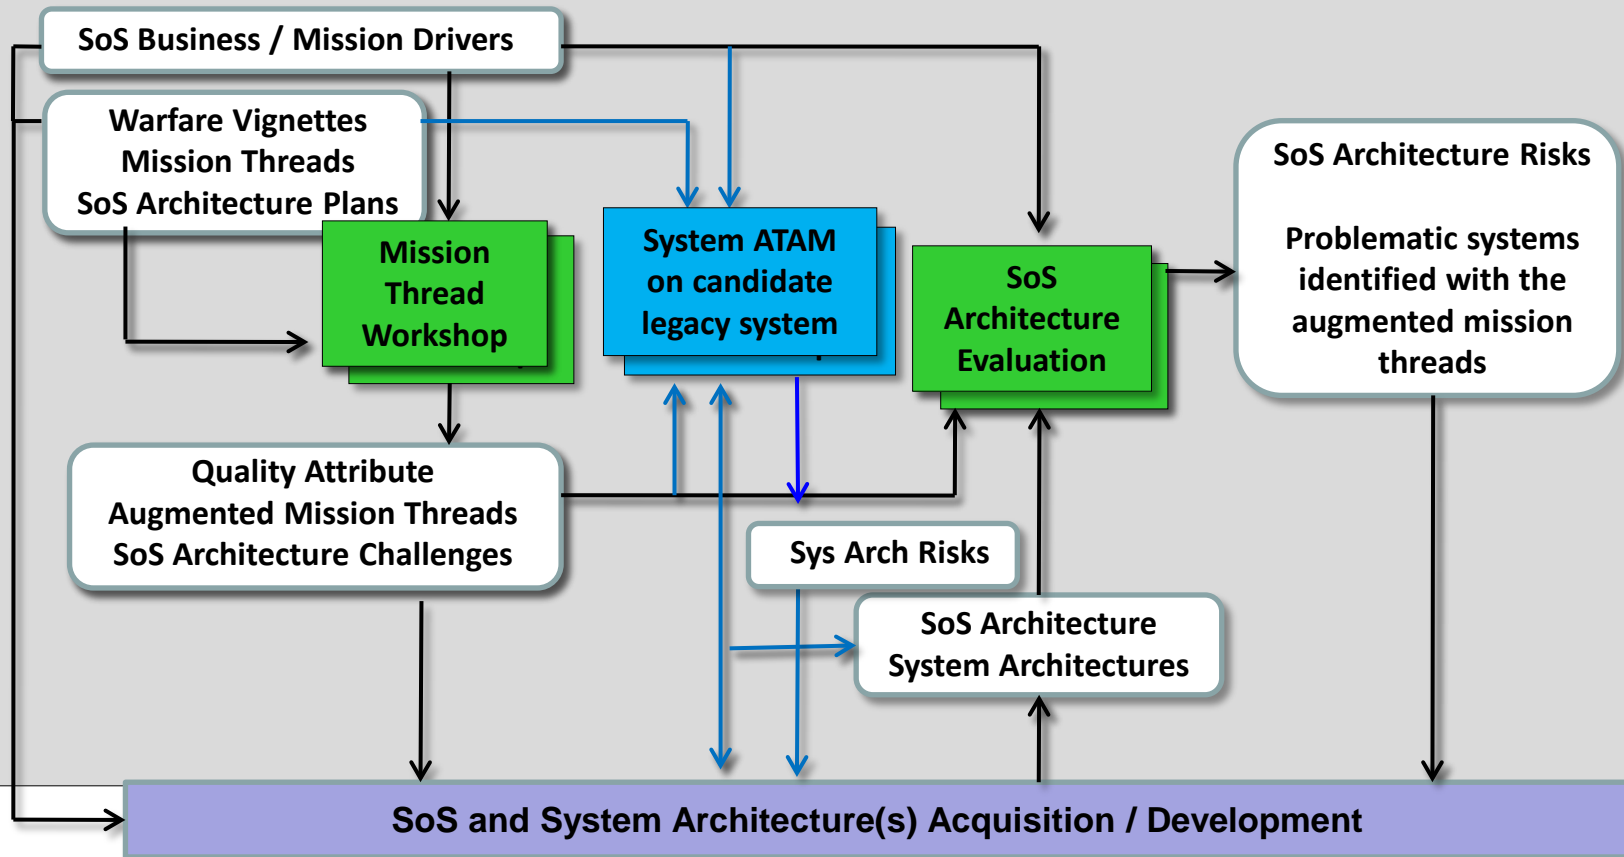 SoS Business / Mission Drivers
Warfare Vignettes
Mission Threads
SoS Architecture Plans
Mission
Thread
Workshop
System ATAM
on candidate
legacy system
SoS
Architecture
Evaluation
SoS Architecture Risks
Problematic systems
identified with the
augmented mission
threads
Quality Attribute
Augmented Mission Threads
SoS Architecture Challenges
Sys Arch Risks
SoS Architecture
System Architectures
SoS and System Architecture(s) Acquisition / Development